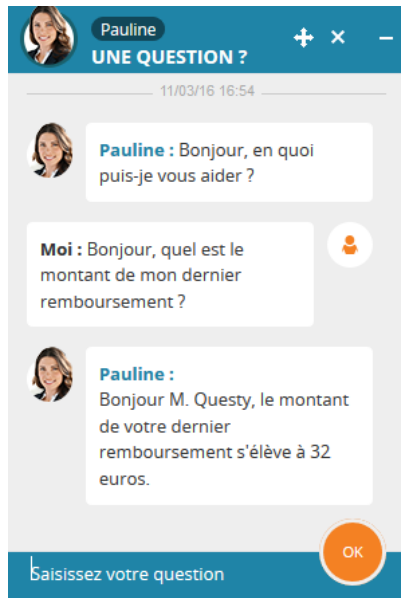 Pauline
UNE QUESTION ?
11/03/16 16:54
Pauline : Bonjour, en quoi
puis-je vous aider ?
Moi : Bonjour, quel est le
montant de mon dernier
remboursement ?
Pauline :
Bonjour M. Questy, le montant
de votre dernier
remboursement s'élève à 32
euros.
OK
Saisissez votre question